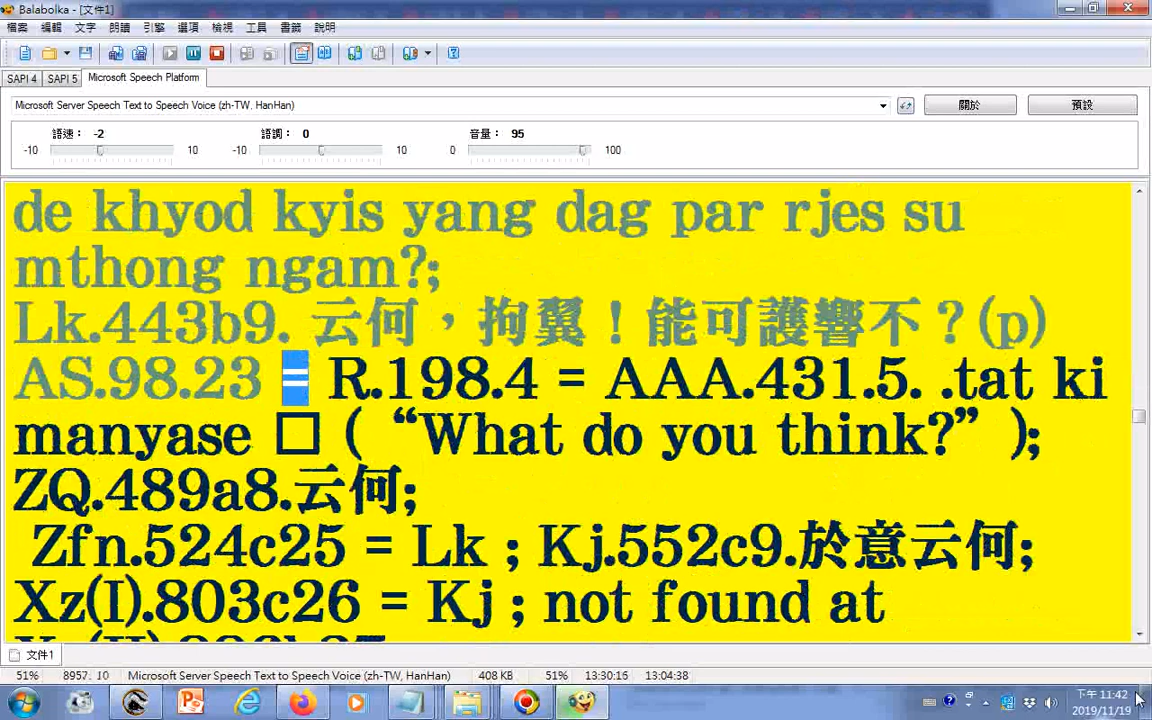 Balabolka - [文件1]
檔案 編輯 文字 朗讀 引擎 選項 檢視 工具 書籤 說明
SAPI 4 SAPI 5 Microsoft Speech Platform
Microsoft Server Speech Text to Speech Voice (zh-TW, HanHan) 關於 預設
語速： -2 語調： 0 音量： 95
-10 10 -10 10 0 100
de khyod kyis yang dag par rjes su
mthong ngam?;
Lk.443b9. 云何，拘翼！能可護響不？(p)
AS.98.23 = R.198.4 = AAA.431.5. .tat ki
manyase □ (“What do you think?”);
ZQ.489a8.云何;
Zfn.524c25 = Lk ; Kj.552c9.於意云何;
Xz(I).803c26 = Kj ; not found at
文件1
51% 8957, 10 Microsoft Server Speech Text to Speech Voice (zh-TW, HanHan) 408 KB 51% 13:30:16 13:04:38
下午 11:42
2019/11/19